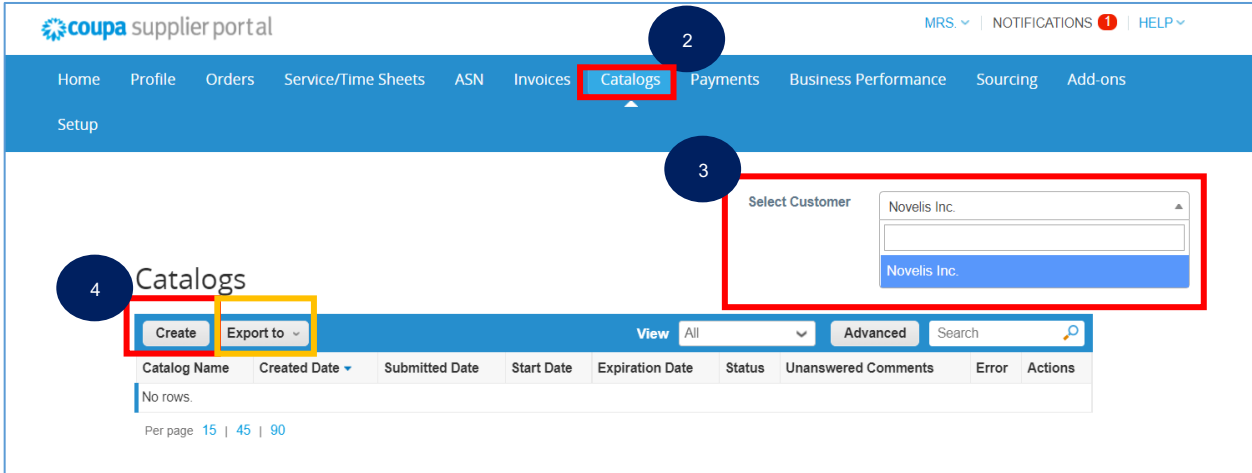 coupa supplier portal
MRS. NOTIFICATIONS 1 HELP
2
Home Profile Orders Service/Time Sheets ASN Invoices Catalogs Payments Business Performance Sourcing Add-ons
Setup
3
Select Customer Novelis Inc.
Novelis Inc.
4
Catalogs
Create Export to View All Advanced Search
Catalog Name Created Date Submitted Date Start Date Expiration Date Status Unanswered Comments Error Actions
No rows.
Per page 15 | 45 | 90